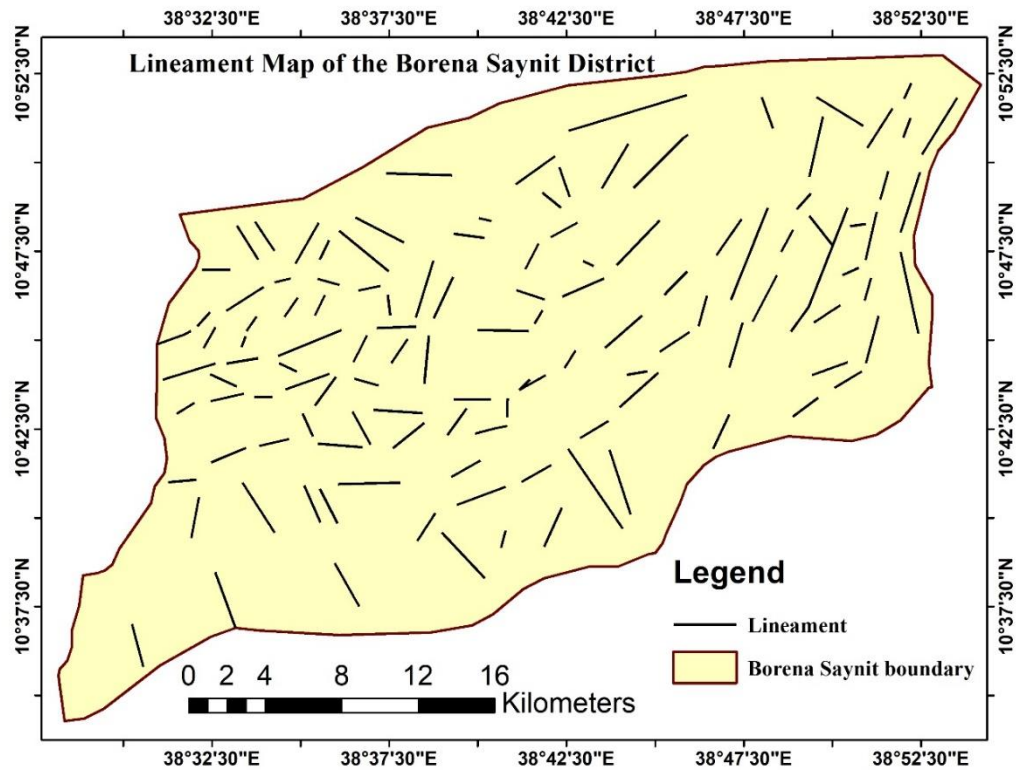 38°32'30"E 38°37'30"E 38°42'30"E 38°47'30"E 38°52'30"E
Lineament Map of the Borena Saynit District
10°52'30"N 10°52'30"N
10°47'30"N 10°47'30"N
10°42'30"N 10°42'30"N
10°37'30"N 10°37'30"N
Legend
Lineament
Borena Saynit boundary
0 2 4 8 12 16
Kilometers
38°32'30"E 38°37'30"E 38°42'30"E 38°47'30"E 38°52'30"E